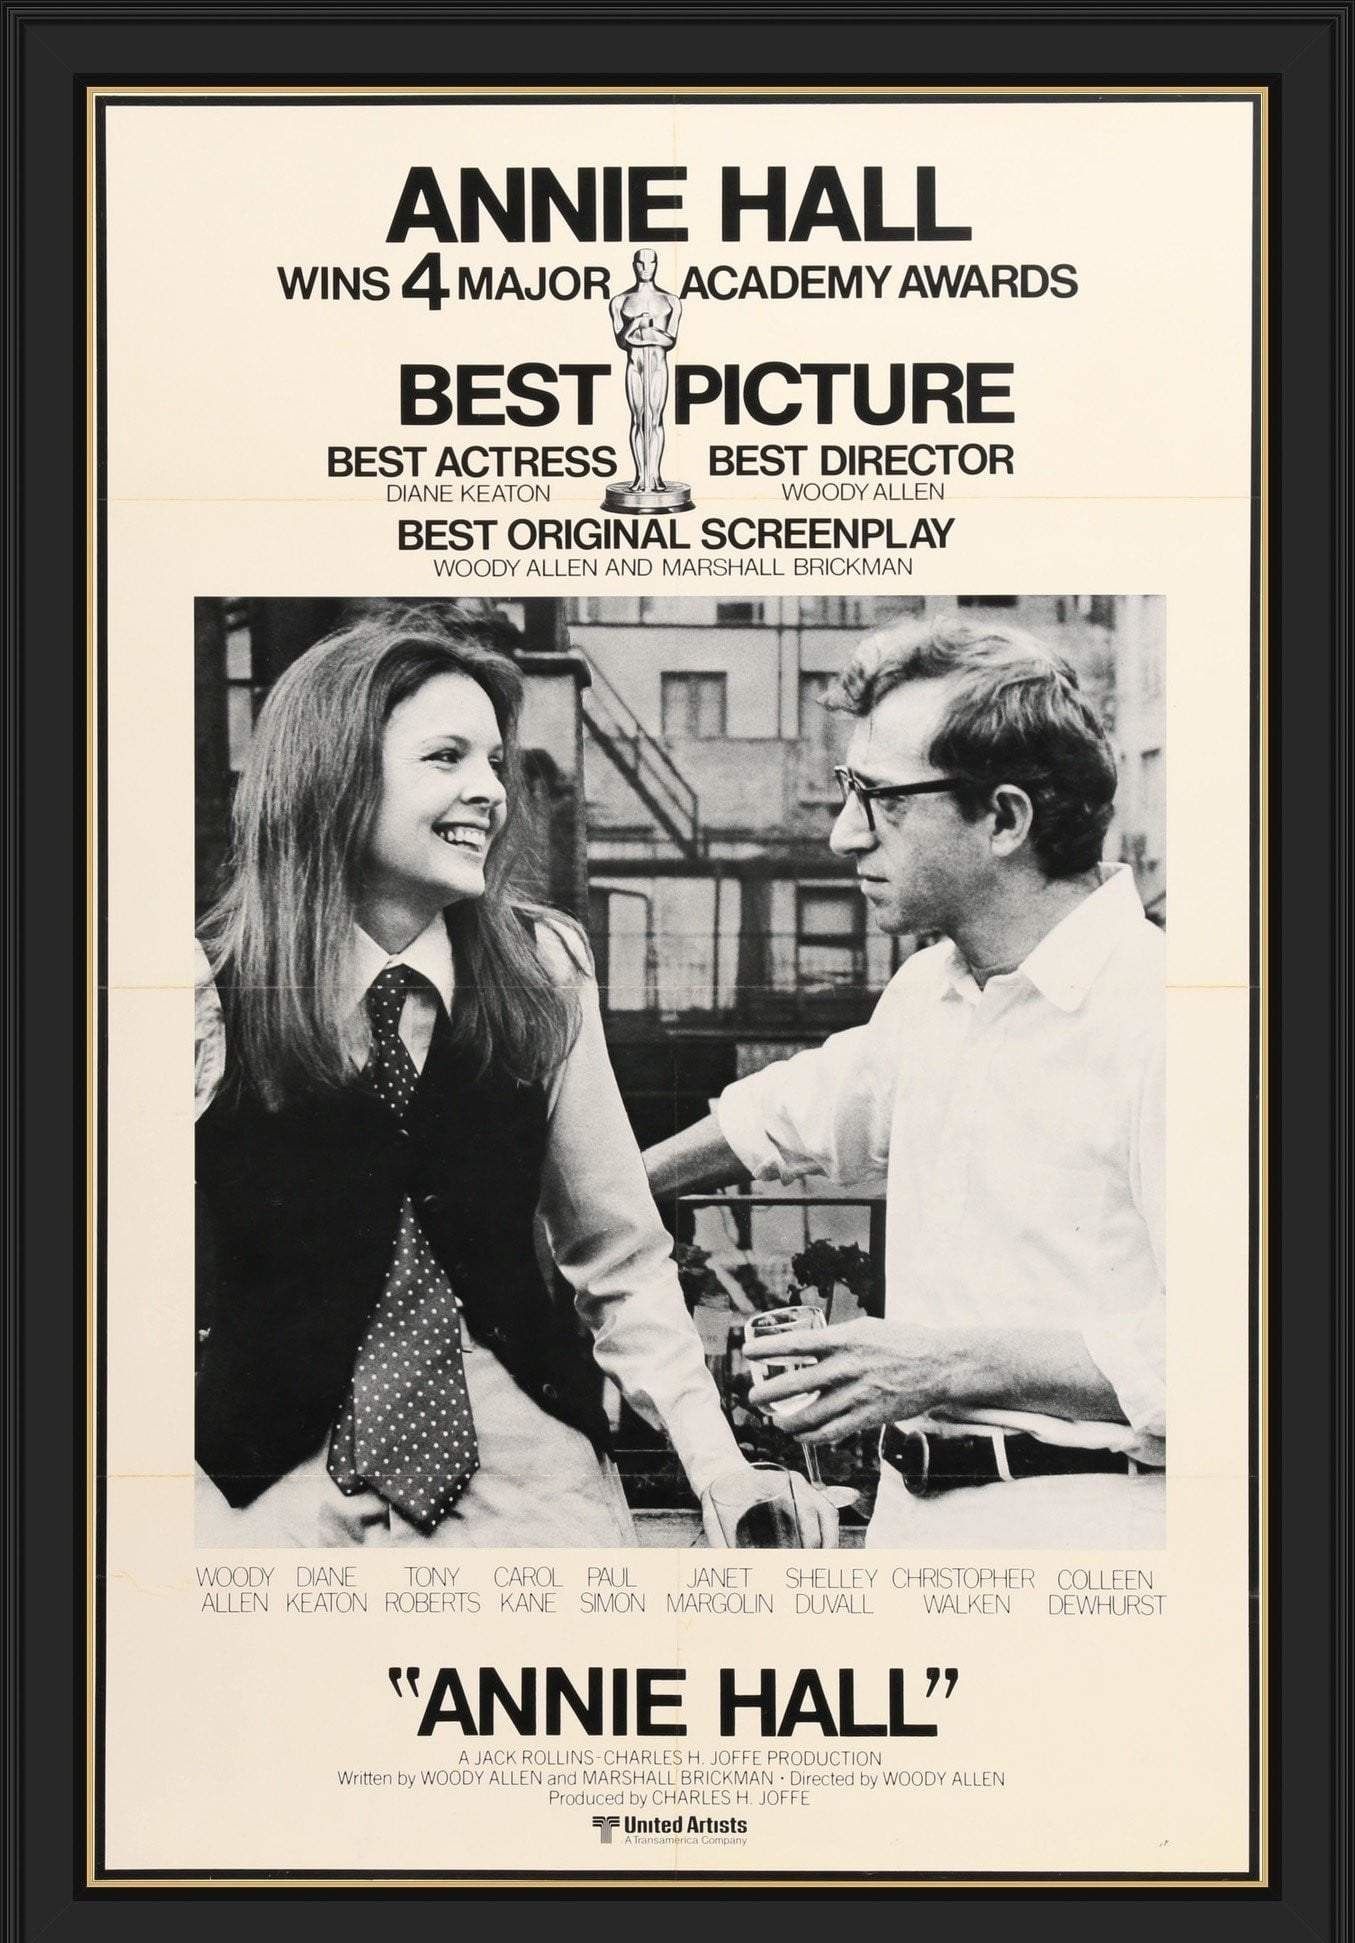 ANNIE HALL
WINS 4 MAJOR ACADEMY AWARDS
BEST PICTURE
BEST ACTRESS BEST DIRECTOR
DIANE KEATON WOODY ALLEN
BEST ORIGINAL SCREENPLAY
WOODY ALLEN AND MARSHALL BRICKMAN
WOODY ALLEN DIANE KEATON TONY ROBERTS CAROL KANE PAUL SIMON JANET MARGOLIN SHELLEY DUVALL CHRISTOPHER WALKEN COLLEEN DEWHURST
"ANNIE HALL"
A JACK ROLLINS-CHARLES H. JOFFE PRODUCTION
Written by WOODY ALLEN and MARSHALL BRICKMAN • Directed by WOODY ALLEN
Produced by CHARLES H. JOFFE
United Artists
A Transamerica Company